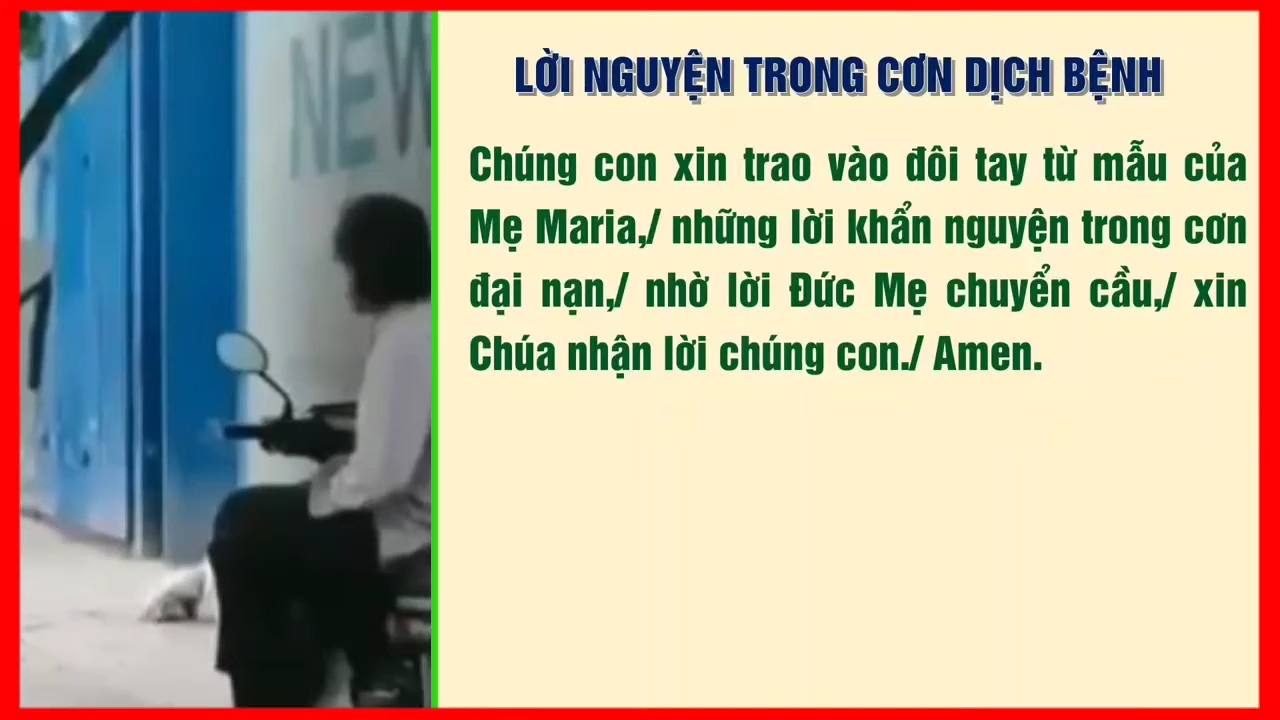 NEW
LỜI NGUYỆN TRONG CƠN DỊCH BỆNH
Chúng con xin trao vào đôi tay từ mẫu của
Mẹ Maria,/ những lời khẩn nguyện trong cơn
đại nạn,/ nhờ lời Đức Mẹ chuyển cầu,/ xin
Chúa nhận lời chúng con./ Amen.